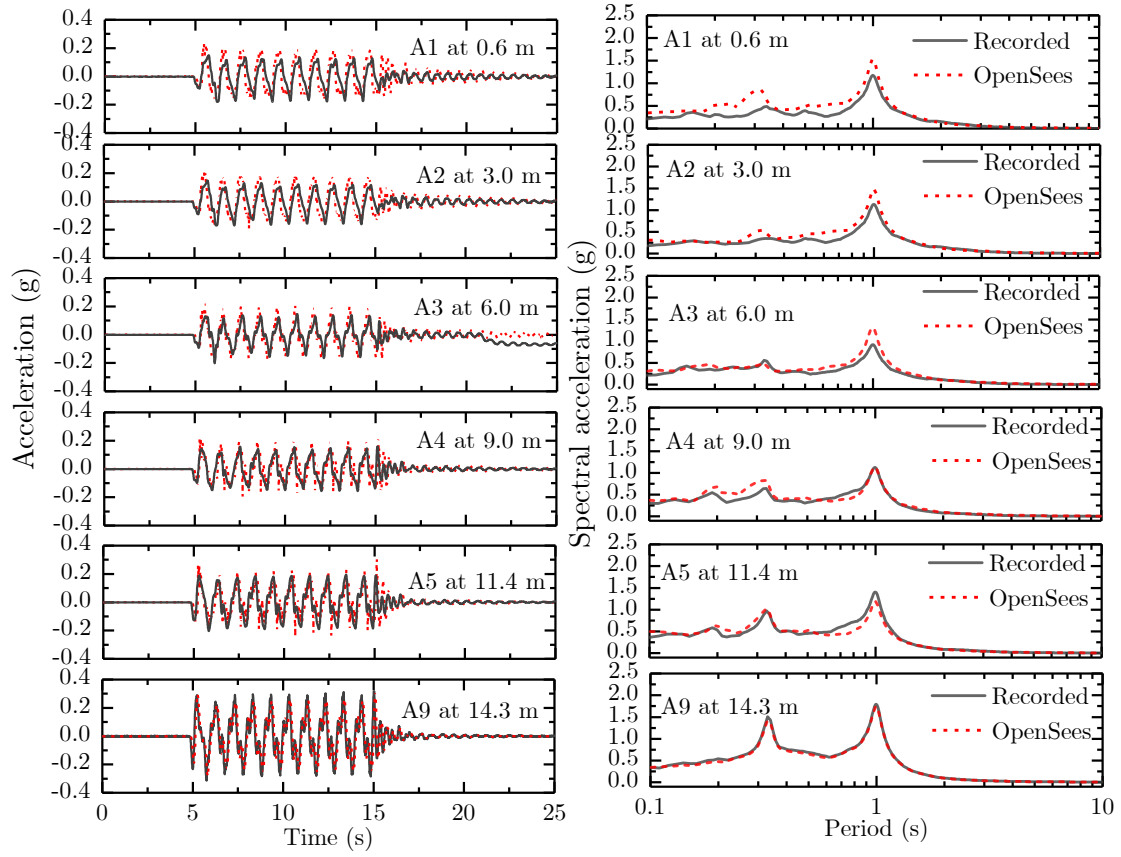 Acceleration (g)
0.4
0.2
0.0
-0.2
-0.4
A1 at 0.6 m
0.4
0.2
0.0
-0.2
-0.4
A2 at 3.0 m
0.4
0.2
0.0
-0.2
-0.4
A3 at 6.0 m
0.4
0.2
0.0
-0.2
-0.4
A4 at 9.0 m
0.4
0.2
0.0
-0.2
-0.4
A5 at 11.4 m
0.4
0.2
0.0
-0.2
-0.4
A9 at 14.3 m
0 5 10 15 20 25
Time (s)
Spectral acceleration (g)
2.5
2.0
1.5
1.0
0.5
0.0
A1 at 0.6 m
Recorded
OpenSees
2.5
2.0
1.5
1.0
0.5
0.0
A2 at 3.0 m
Recorded
OpenSees
2.5
2.0
1.5
1.0
0.5
0.0
A3 at 6.0 m
Recorded
OpenSees
2.5
2.0
1.5
1.0
0.5
0.0
A4 at 9.0 m
Recorded
OpenSees
2.5
2.0
1.5
1.0
0.5
0.0
A5 at 11.4 m
Recorded
OpenSees
2.5
2.0
1.5
1.0
0.5
0.0
A9 at 14.3 m
Recorded
OpenSees
0.1 1 10
Period (s)